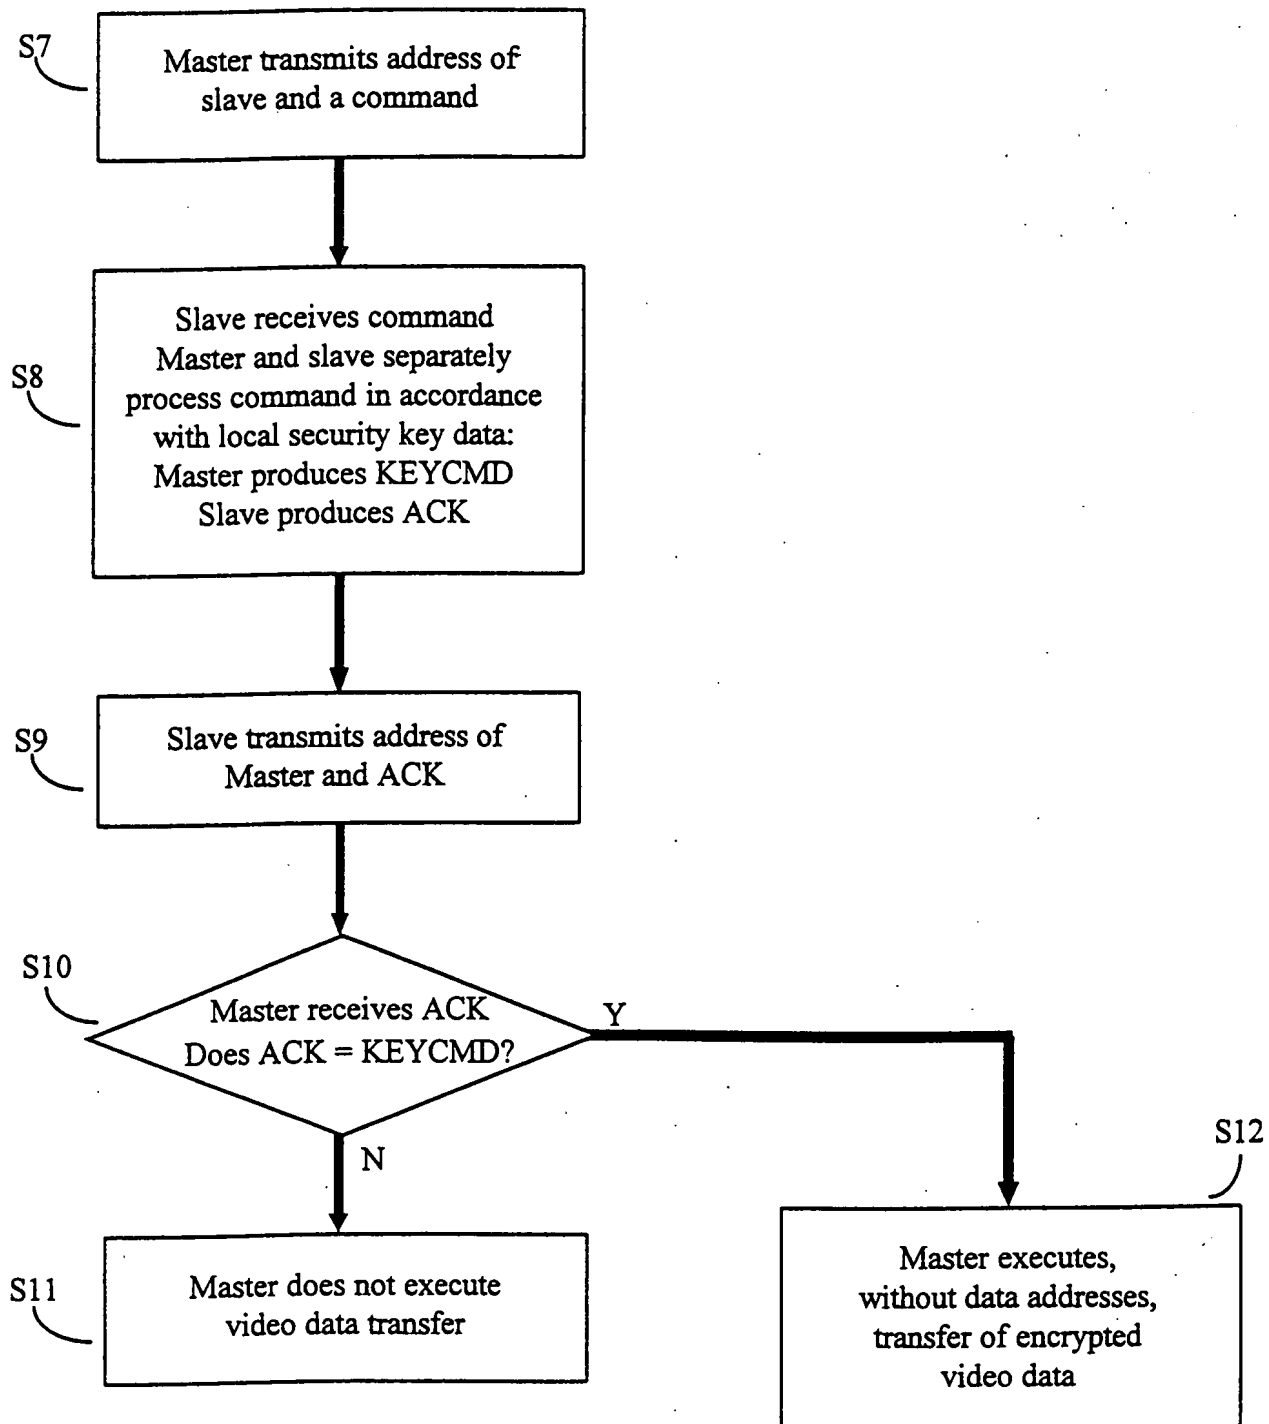 S7
Master transmits address of
slave and a command
S8
Slave receives command
Master and slave separately
process command in accordance
with local security key data:
Master produces KEYCMD
Slave produces ACK
S9
Slave transmits address of
Master and ACK
S10
Master receives ACK
Does ACK = KEYCMD?
Y
N
S11
Master does not execute
video data transfer
S12
Master executes,
without data addresses,
transfer of encrypted
video data